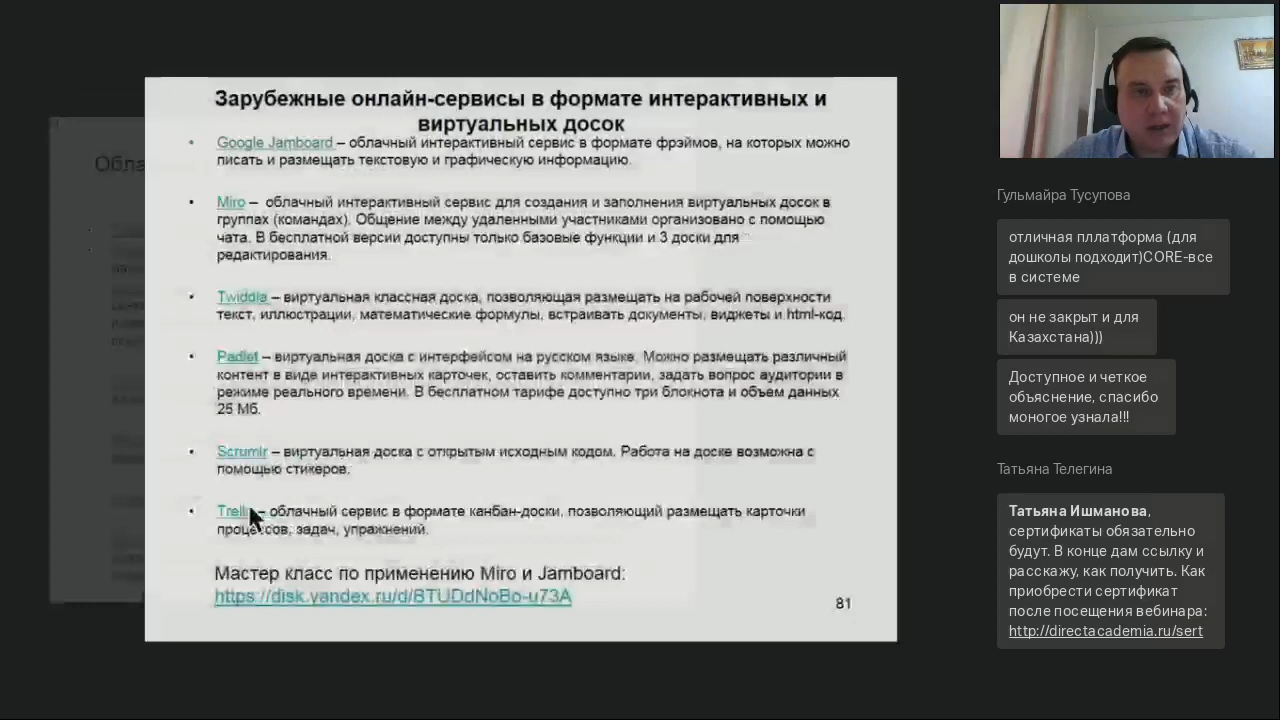 Зарубежные онлайн-сервисы в формате интерактивных и
виртуальных досок
• Google Jamboard – облачный интерактивный сервис в формате фрэймов, на которых можно
писать и размещать текстовую и графическую информацию.
• Miro – облачный интерактивный сервис для создания и заполнения виртуальных досок в
группах (командах). Общение между удаленными участниками организовано с помощью
чата. В бесплатной версии доступны только базовые функции и 3 доски для
редактирования.
• Twiddla – виртуальная классная доска, позволяющая размещать на рабочей поверхности
текст, иллюстрации, математические формулы, встраивать документы, виджеты и html-код.
• Padlet – виртуальная доска с интерфейсом на русском языке. Можно размещать различный
контент в виде интерактивных карточек, оставить комментарии, задать вопрос аудитории в
режиме реального времени. В бесплатном тарифе доступно три блокнота и объем данных
25 Мб.
• Scrumlr – виртуальная доска с открытым исходным кодом. Работа на доске возможна с
помощью стикеров.
• Trello – облачный сервис в формате канбан-доски, позволяющий размещать карточки
процессов, задач, упражнений.
Мастер класс по применению Miro и Jamboard:
https://disk.yandex.ru/d/BTUDdNoBo-u73A
81
Обла
Гульмайра Тусупова
отличная пллатформа (для
дошколы подходит)CORE-все
в системе
он не закрыт и для
Казахстана)))
Доступное и четкое
объяснение, спасибо
моногое узнала!!!
Татьяна Телегина
Татьяна Ишманова,
сертификаты обязательно
будут. В конце дам ссылку и
расскажу, как получить. Как
приобрести сертификат
после посещения вебинара:
http://directacademia.ru/sert